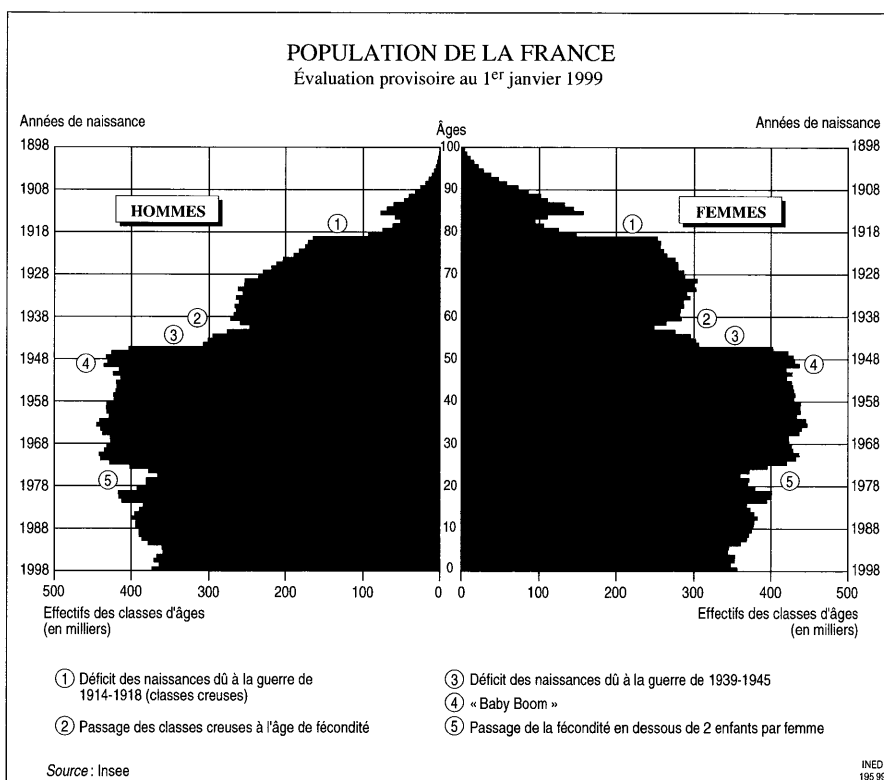 POPULATION DE LA FRANCE
Évaluation provisoire au 1er janvier 1999
Années de naissance
Âges
Années de naissance
1898
100
1898
1908
90
1908
HOMMES
FEMMES
1
1
1918
80
1918
1928
70
1928
1938
2
60
2
1938
3
3
1948
4
50
4
1948
1958
40
1958
1968
30
1968
5
5
1978
20
1978
1988
10
1988
1998
0
1998
500
400
300
200
100
0
0
100
200
300
400
500
Effectifs des classes d'âges
(en milliers)
Effectifs des classes d'âges
(en milliers)
1 Déficit des naissances dû à la guerre de
1914-1918 (classes creuses)
2 Passage des classes creuses à l'âge de fécondité
3 Déficit des naissances dû à la guerre de 1939-1945
4 « Baby Boom »
5 Passage de la fécondité en dessous de 2 enfants par femme
Source : Insee
INED
195 99